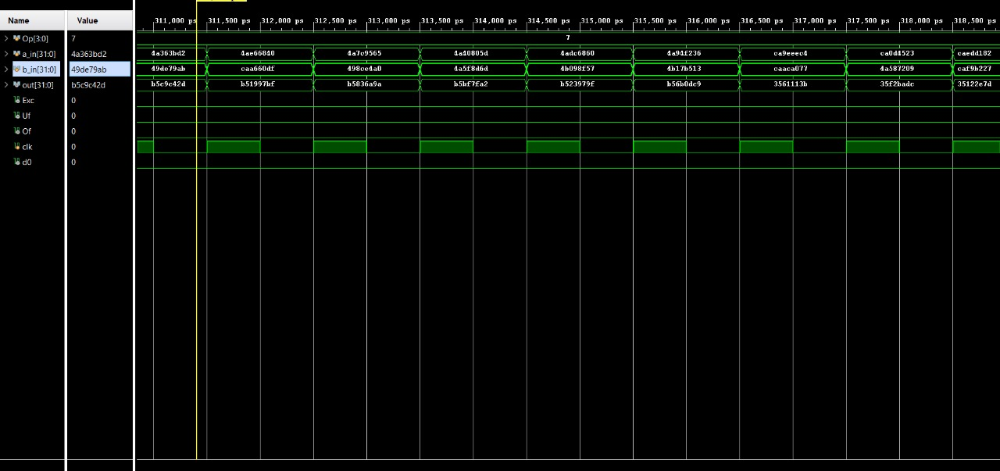 Name Value
311,000 ps 311,500 ps 312,000 ps 312,500 ps 313,000 ps 313,500 ps 314,000 ps 314,500 ps 315,000 ps 315,500 ps 316,000 ps 316,500 ps 317,000 ps 317,500 ps 318,000 ps 318,500 ps
Op[3:0] 7 7
a_in[31:0] 4a363bd2 4a363bd2 4ae66840 4a7c9565 4a40805d 4adc6860 4a94f236 ca9eeec4 ca0d4523 caedd182
b_in[31:0] 49de79ab 49de79ab caa660df 498ce4a0 4a5f8d6d 4b098f57 4b17b513 caaca077 4a587209 caf9b227
out[31:0] b5c9c42d b5c9c42d b51997bf b5836a9a b5bf7fa2 b523979f b56b0dc9 3561113b 35f2badc 35122e7d
Exc 0
Uf 0
Of 0
clk 0
d0 0